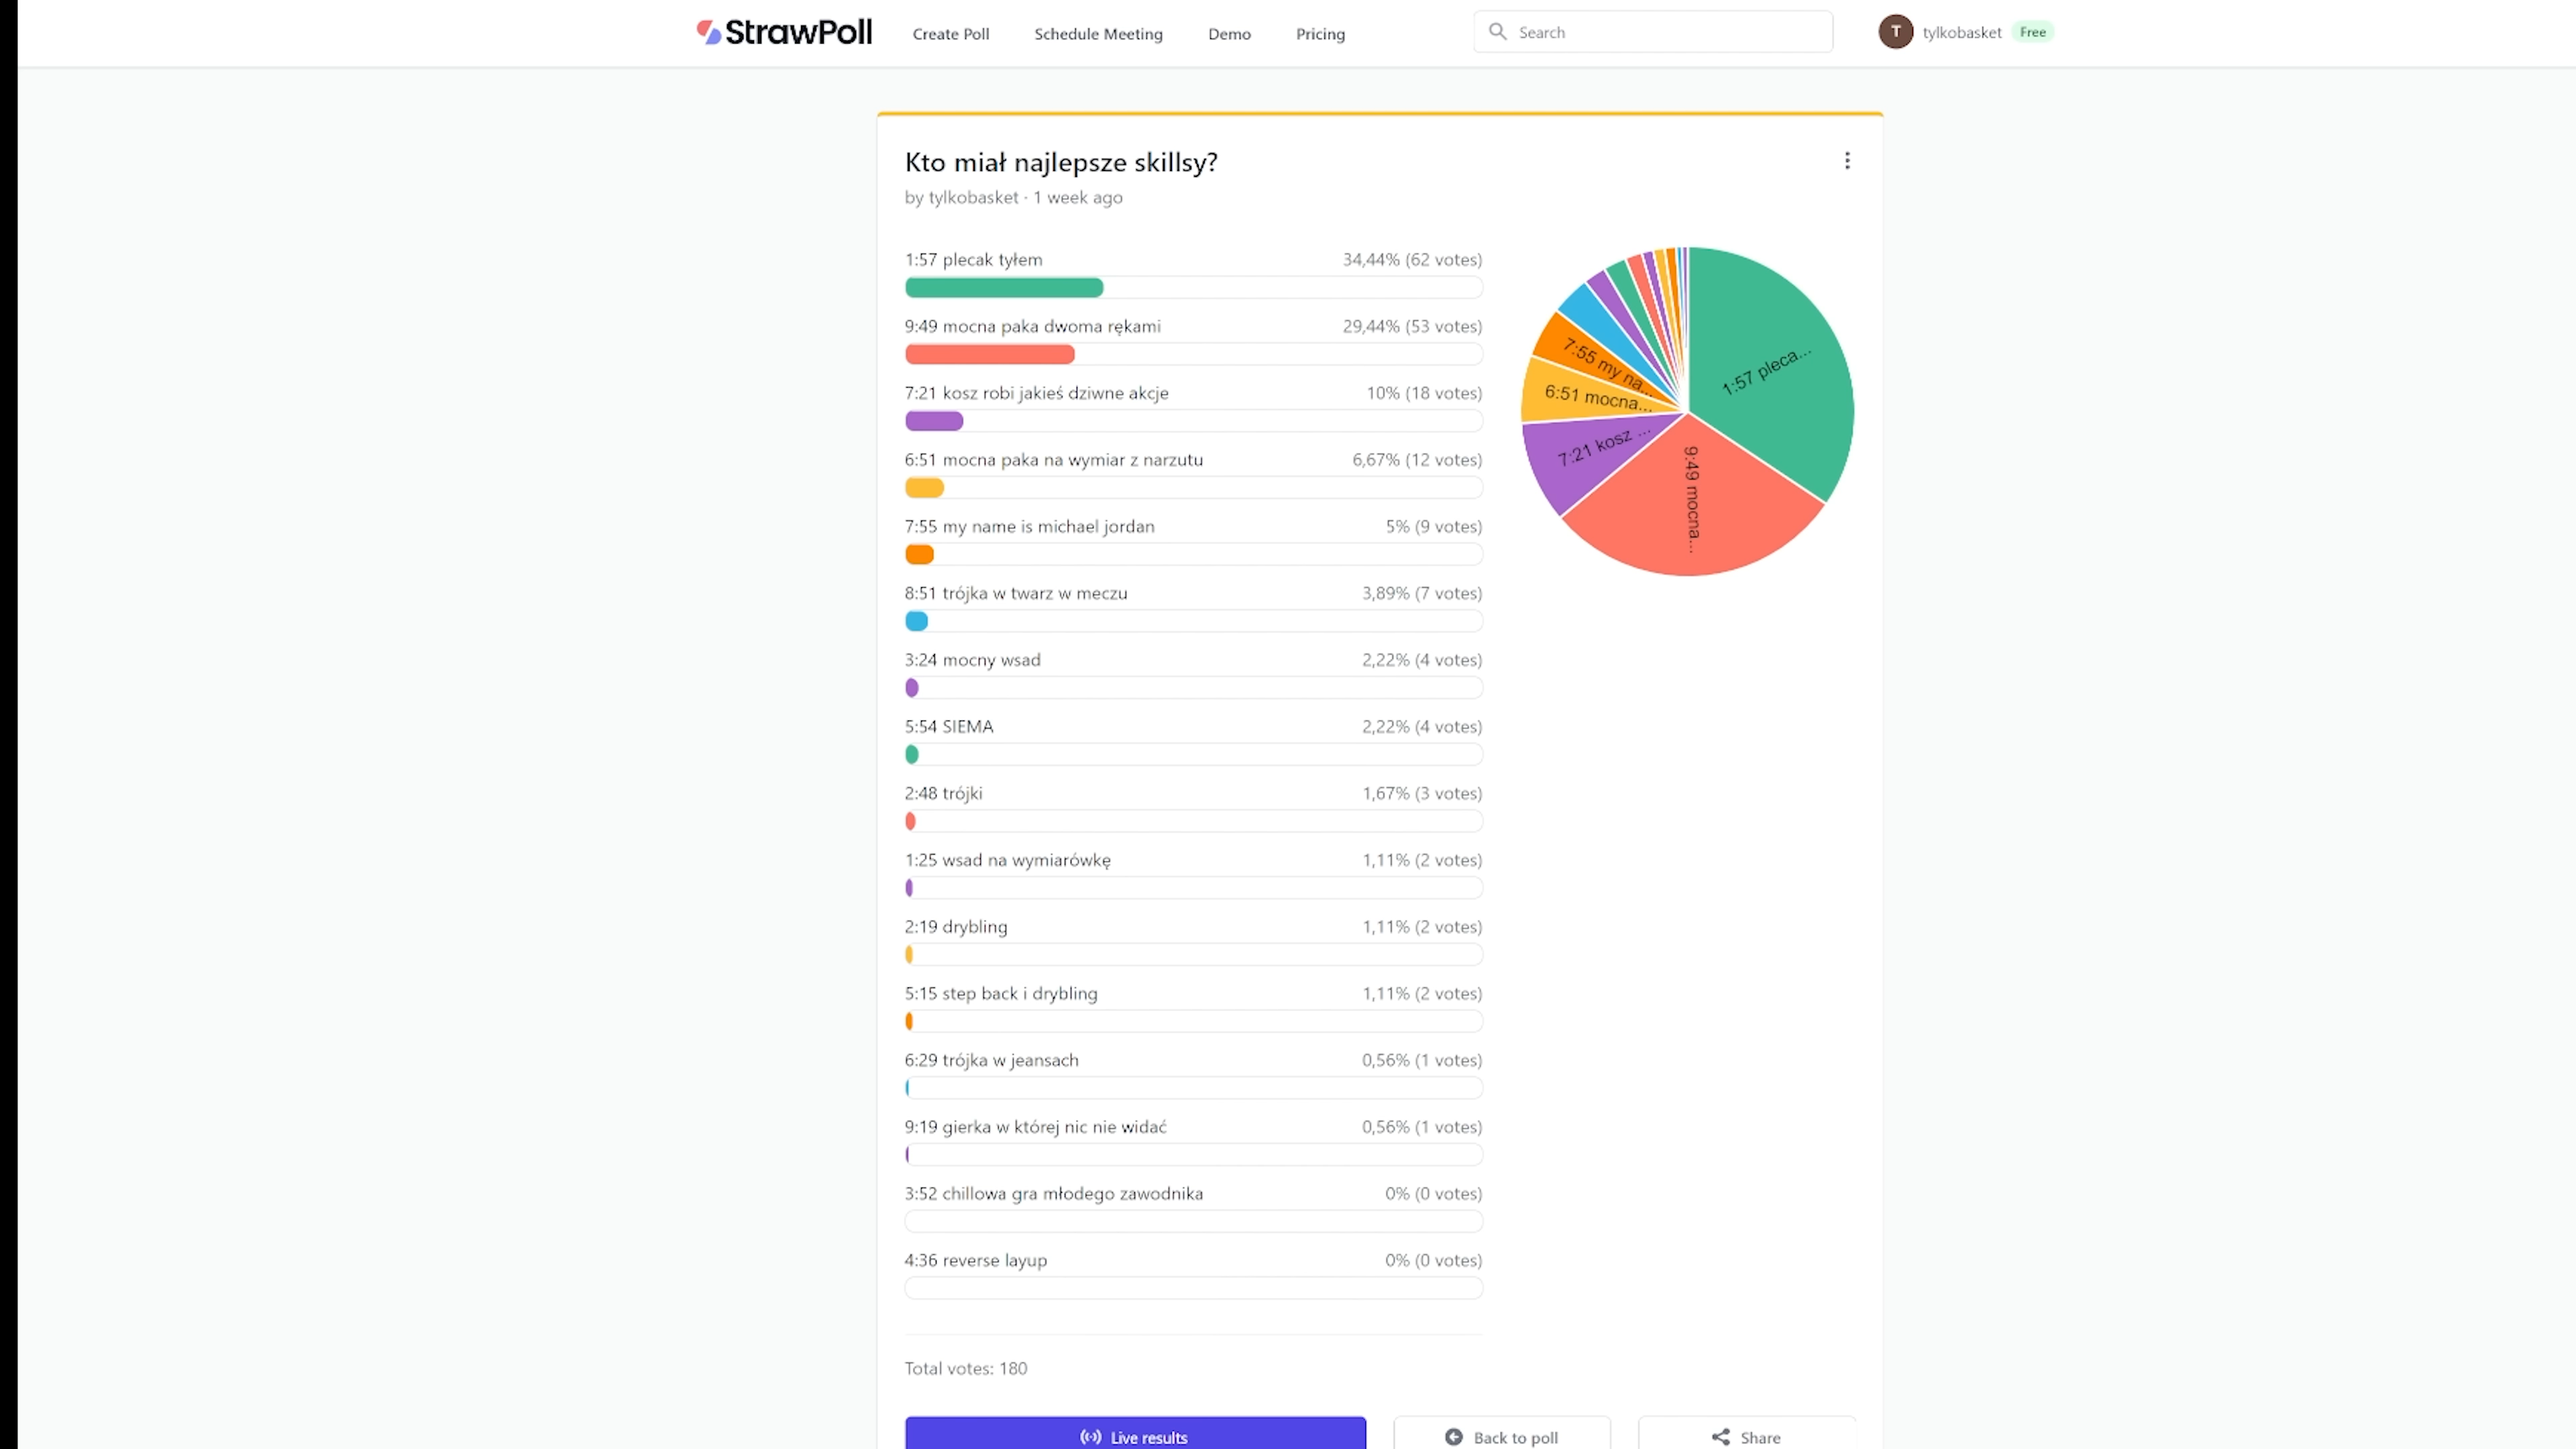 StrawPoll Create Poll Schedule Meeting Demo Pricing Search T tylkobasket Free
Kto miał najlepsze skillsy?
by tylkobasket · 1 week ago
1:57 plecak tyłem 34,44% (62 votes)
9:49 mocna paka dwoma rękami 29,44% (53 votes)
7:21 kosz robi jakieś dziwne akcje 10% (18 votes)
6:51 mocna paka na wymiar z narzutu 6,67% (12 votes)
7:55 my name is michael jordan 5% (9 votes)
8:51 trójka w twarz w meczu 3,89% (7 votes)
3:24 mocny wsad 2,22% (4 votes)
5:54 SIEMA 2,22% (4 votes)
2:48 trójki 1,67% (3 votes)
1:25 wsad na wymiarówkę 1,11% (2 votes)
2:19 drybling 1,11% (2 votes)
5:15 step back i drybling 1,11% (2 votes)
6:29 trójka w jeansach 0,56% (1 votes)
9:19 gierka w której nic nie widać 0,56% (1 votes)
3:52 chillowa gra młodego zawodnika 0% (0 votes)
4:36 reverse layup 0% (0 votes)
1:57 pleca...
9:49 mocna...
7:21 kosz ...
6:51 mocna...
7:55 my na...
Total votes: 180
Live results Back to poll Share